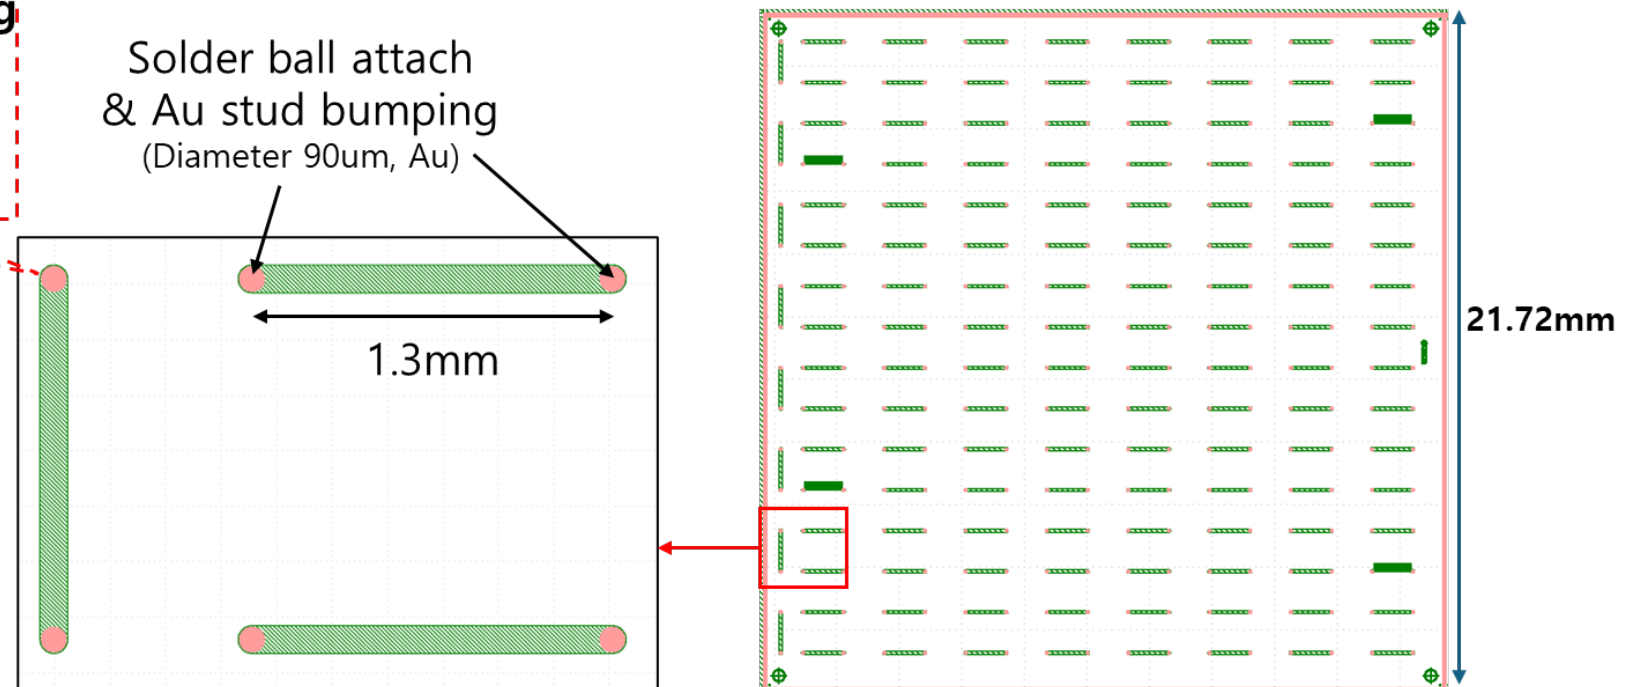 g
Solder ball attach
& Au stud bumping
(Diameter 90um, Au)
1.3mm
21.72mm